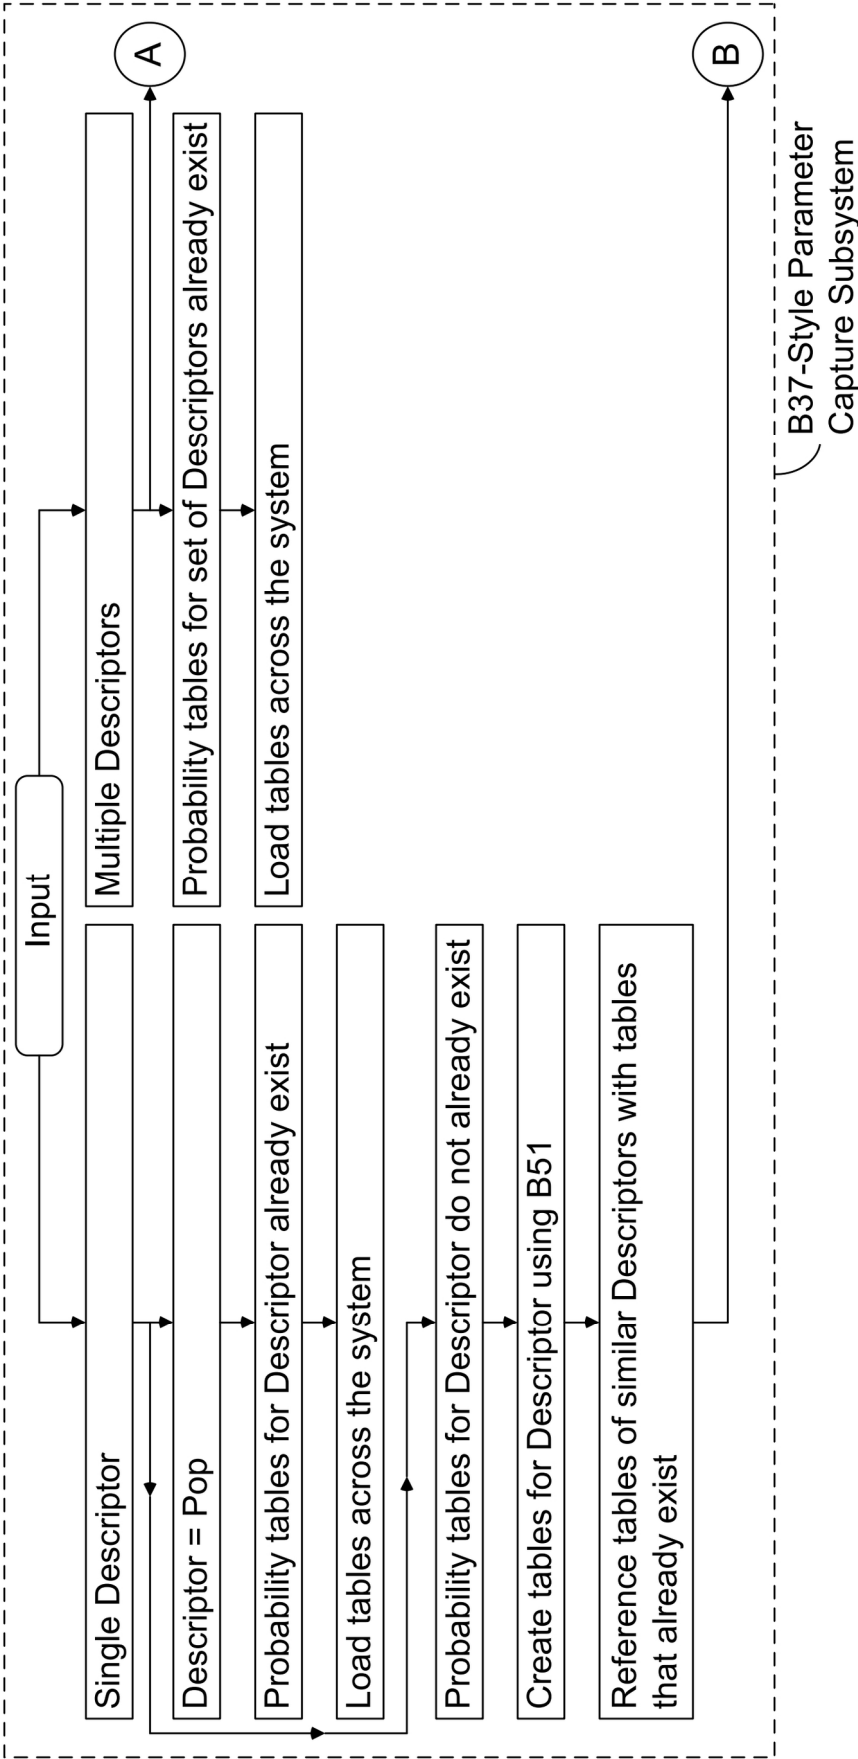 Input
Single Descriptor
Descriptor = Pop
Probability tables for Descriptor already exist
Load tables across the system
Probability tables for Descriptor do not already exist
Create tables for Descriptor using B51
Reference tables of similar Descriptors with tables
that already exist
Multiple Descriptors
Probability tables for set of Descriptors already exist
Load tables across the system
A
B
B37-Style Parameter
Capture Subsystem